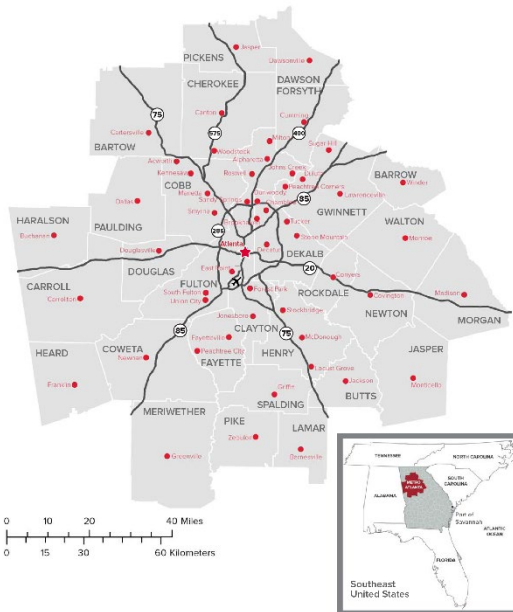 Jasper
PICKENS
Dawsonville
DAWSON
CHEROKEE
FORSYTH
75
Canton
575
Cumming
400
Cartersville
Milton
Sugar Hill
BARTOW
Woodstock
Alpharetta
Acworth
Roswell
Johns Creek
Duluth
BARROW
Kennesaw
Peachtree Corners
Winder
COBB
Marietta
Dunwoody
85
Lawrenceville
Dallas
Sandy Springs
Chamblee
GWINNETT
HARALSON
Smyrna
Brookhaven
Tucker
WALTON
Buchanan
PAULDING
285
Stone Mountain
Monroe
Douglasville
Atlanta
Decatur
DEKALB
DOUGLAS
East Point
20
CARROLL
FULTON
Conyers
Carrollton
South Fulton
Forest Park
ROCKDALE
Covington
Madison
Union City
Stockbridge
NEWTON
MORGAN
Jonesboro
85
CLAYTON
75
HEARD
COWETA
Fayetteville
McDonough
JASPER
Newnan
Peachtree City
HENRY
FAYETTE
Locust Grove
Franklin
Jackson
Monticello
Griffin
BUTTS
MERIWETHER
SPALDING
PIKE
LAMAR
Zebulon
Greenville
Barnesville
0 10 20 40 Miles
0 15 30 60 Kilometers
TENNESSEE
NORTH CAROLINA
METRO
ATLANTA
SOUTH
CAROLINA
ALABAMA
Port of
Savannah
ATLANTIC
OCEAN
FLORIDA
Southeast
United States